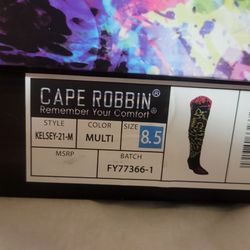 CAPE ROBBIN®
Remember Your Comfort®
STYLE COLOR SIZE
KELSEY-21-M MULTI 8.5
MSRP BATCH
FY77366-1